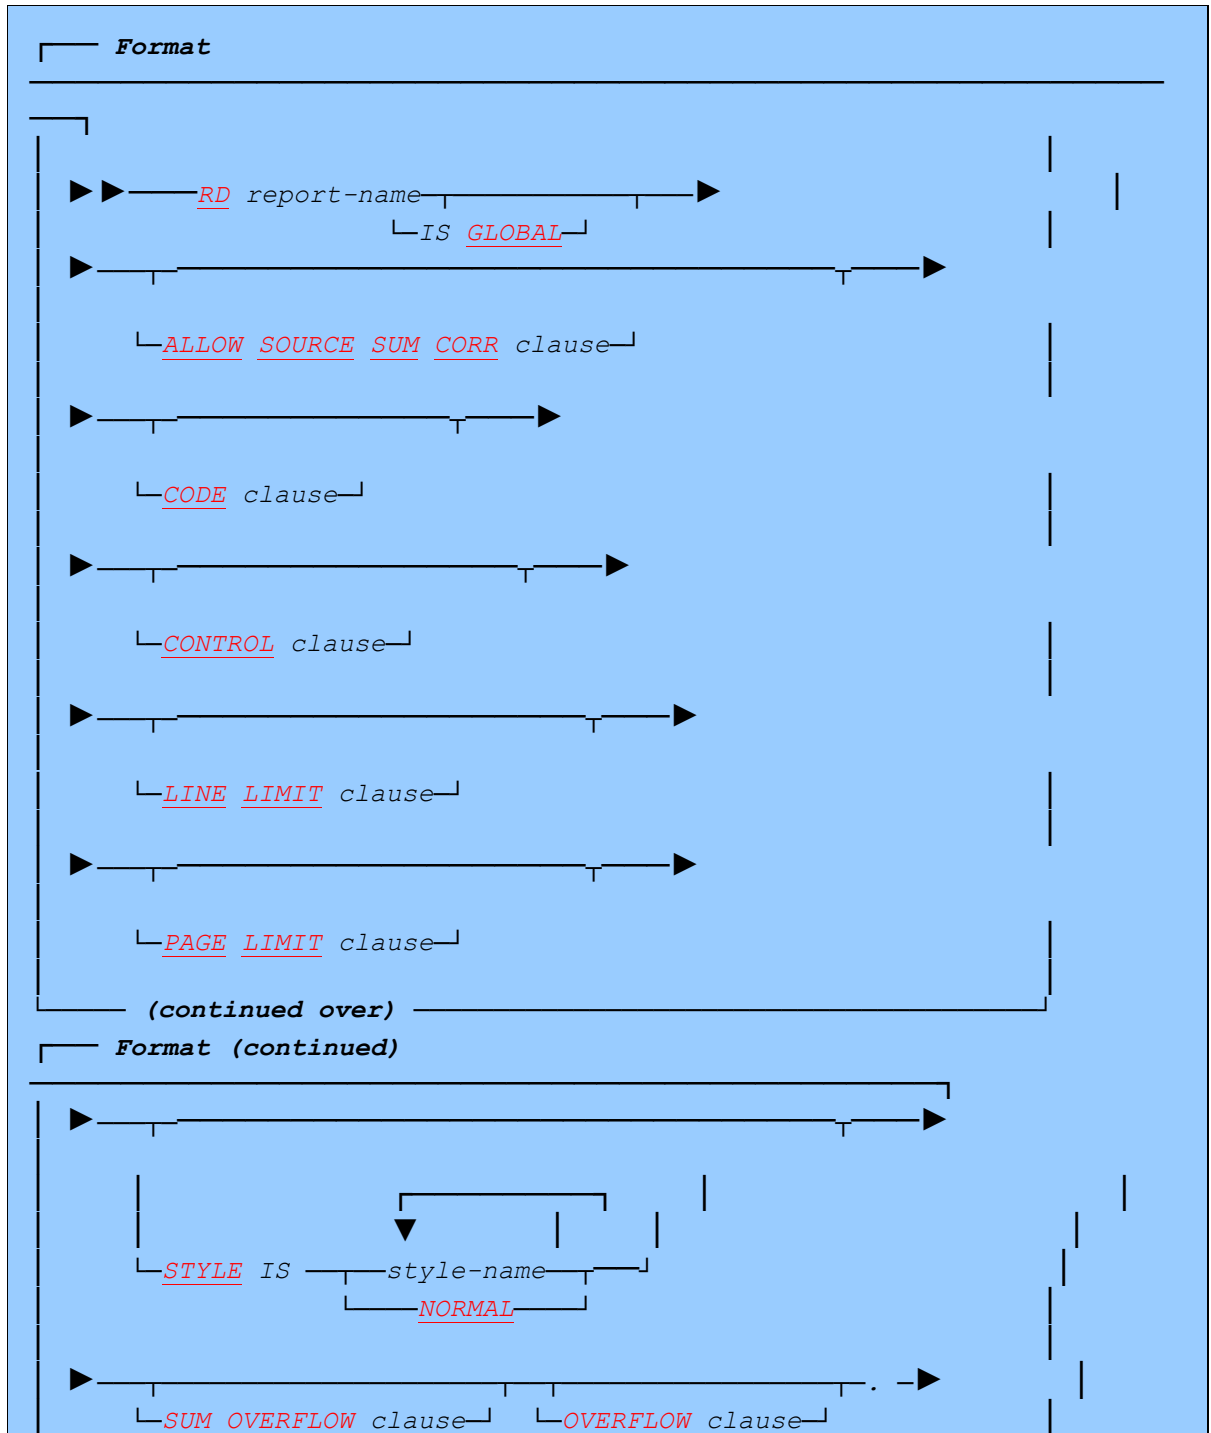 Format
RD report-name
IS GLOBAL
ALLOW SOURCE SUM CORR clause
CODE clause
CONTROL clause
LINE LIMIT clause
PAGE LIMIT clause
(continued over)
Format (continued)
STYLE IS style-name
NORMAL
.
SUM OVERFLOW clause OVERFLOW clause